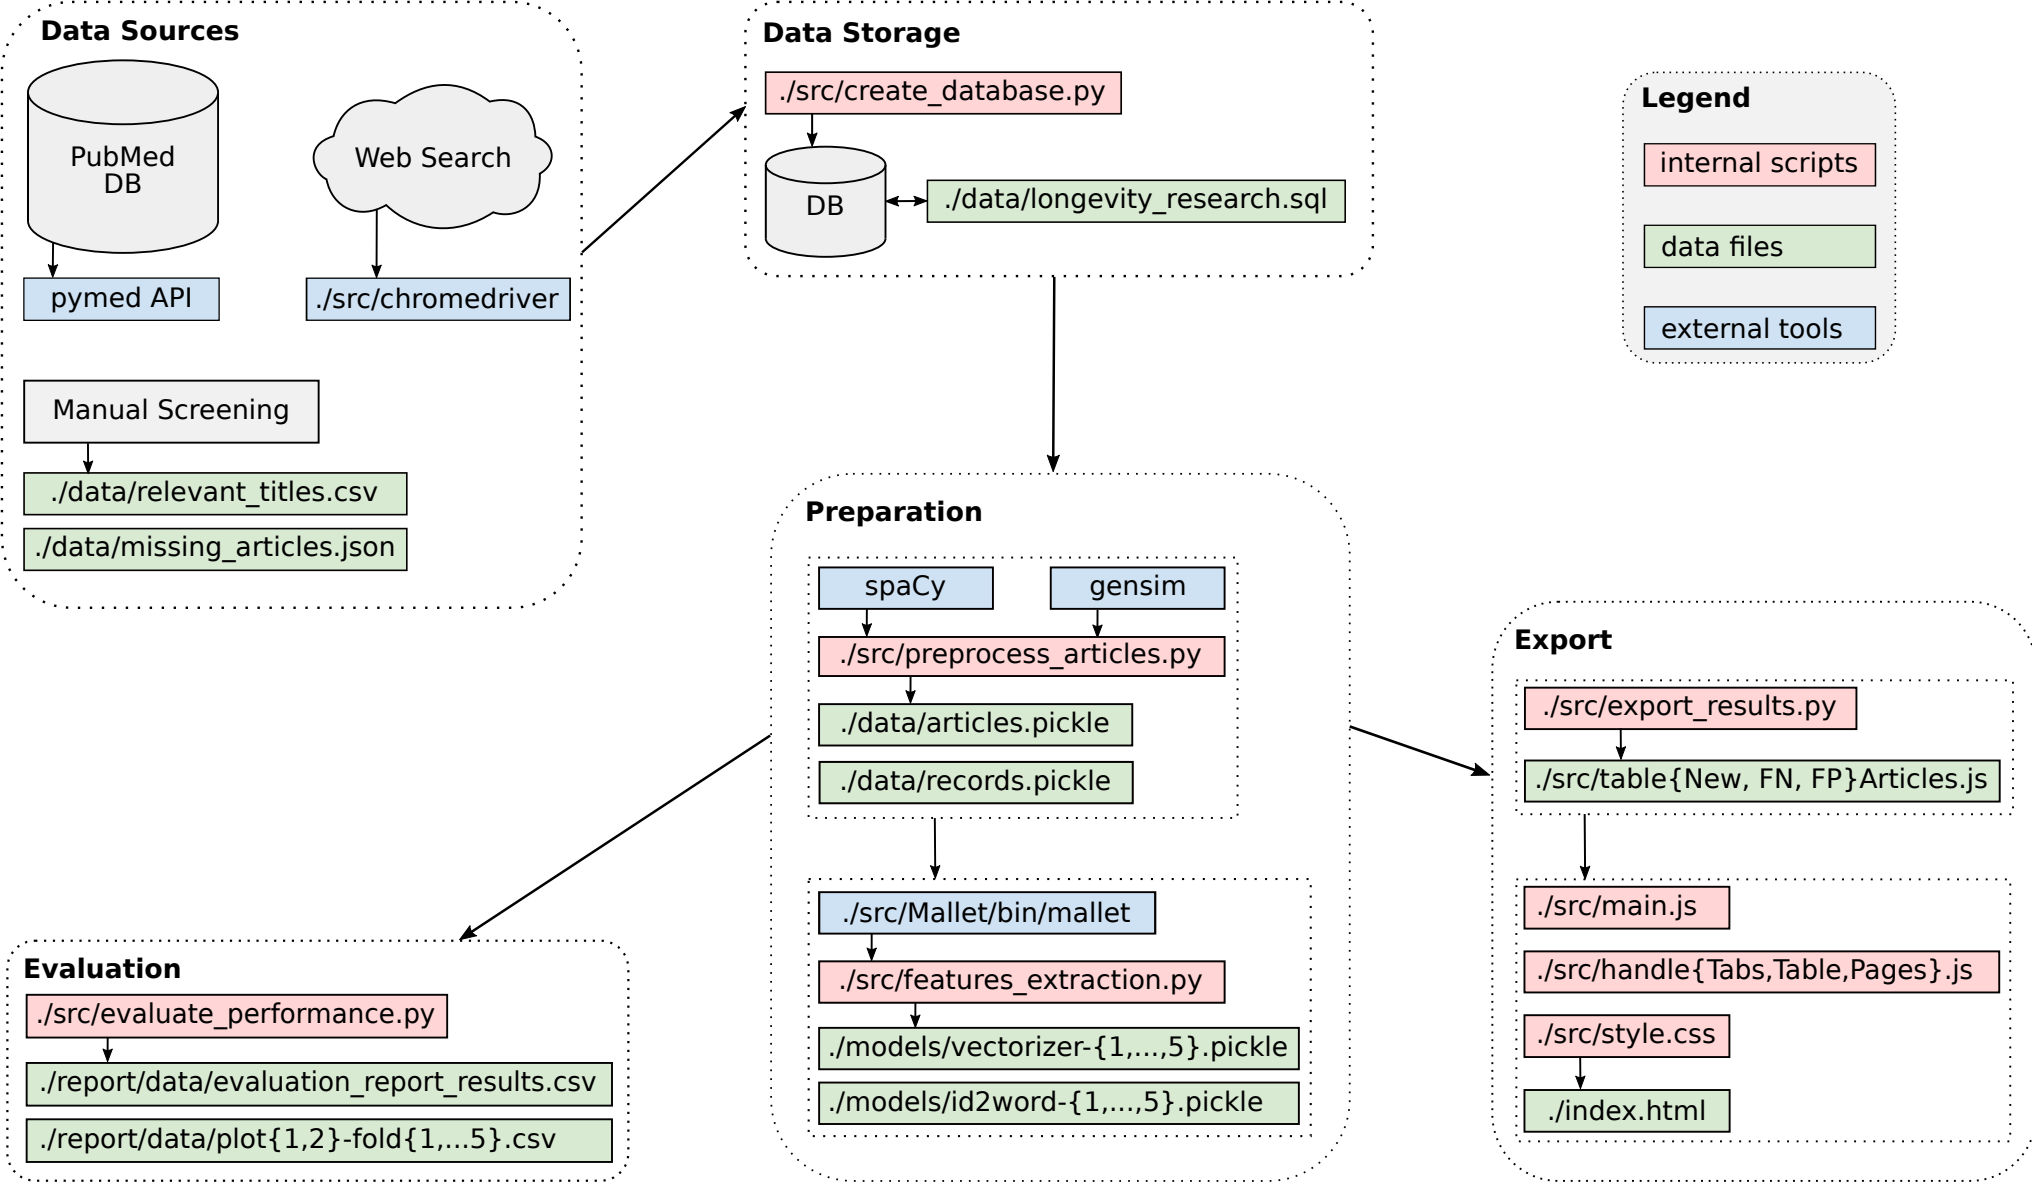 Data Sources
PubMed
DB
Web Search
pymed API
./src/chromedriver
Manual Screening
./data/relevant_titles.csv
./data/missing_articles.json
Data Storage
./src/create_database.py
DB
./data/longevity_research.sql
Legend
internal scripts
data files
external tools
Preparation
spaCy
gensim
./src/preprocess_articles.py
./data/articles.pickle
./data/records.pickle
./src/Mallet/bin/mallet
./src/features_extraction.py
./models/vectorizer-{1,...,5}.pickle
./models/id2word-{1,...,5}.pickle
Evaluation
./src/evaluate_performance.py
./report/data/evaluation_report_results.csv
./report/data/plot{1,2}-fold{1,...5}.csv
Export
./src/export_results.py
./src/table{New, FN, FP}Articles.js
./src/main.js
./src/handle{Tabs,Table,Pages}.js
./src/style.css
./index.html